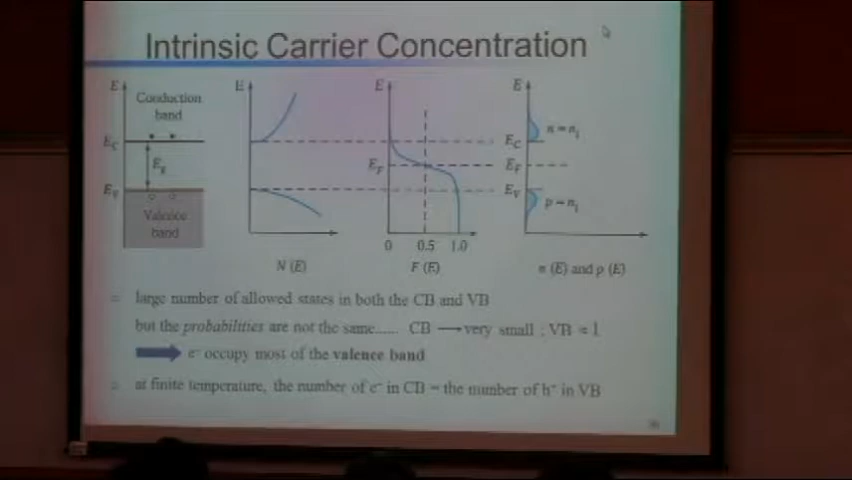 Intrinsic Carrier Concentration
E
Conduction
band
E_C
E_g
E_V
Valence
band
E
N (E)
E
E_F
0 0.5 1.0
F (E)
E
E_C
n = n_i
E_F
E_V
p = n_i
n (E) and p (E)
large number of allowed states in both the CB and VB
but the probabilities are not the same...... CB ⟶ very small ; VB ≈ 1
e⁻ occupy most of the valence band
at finite temperature, the number of e⁻ in CB = the number of h⁺ in VB